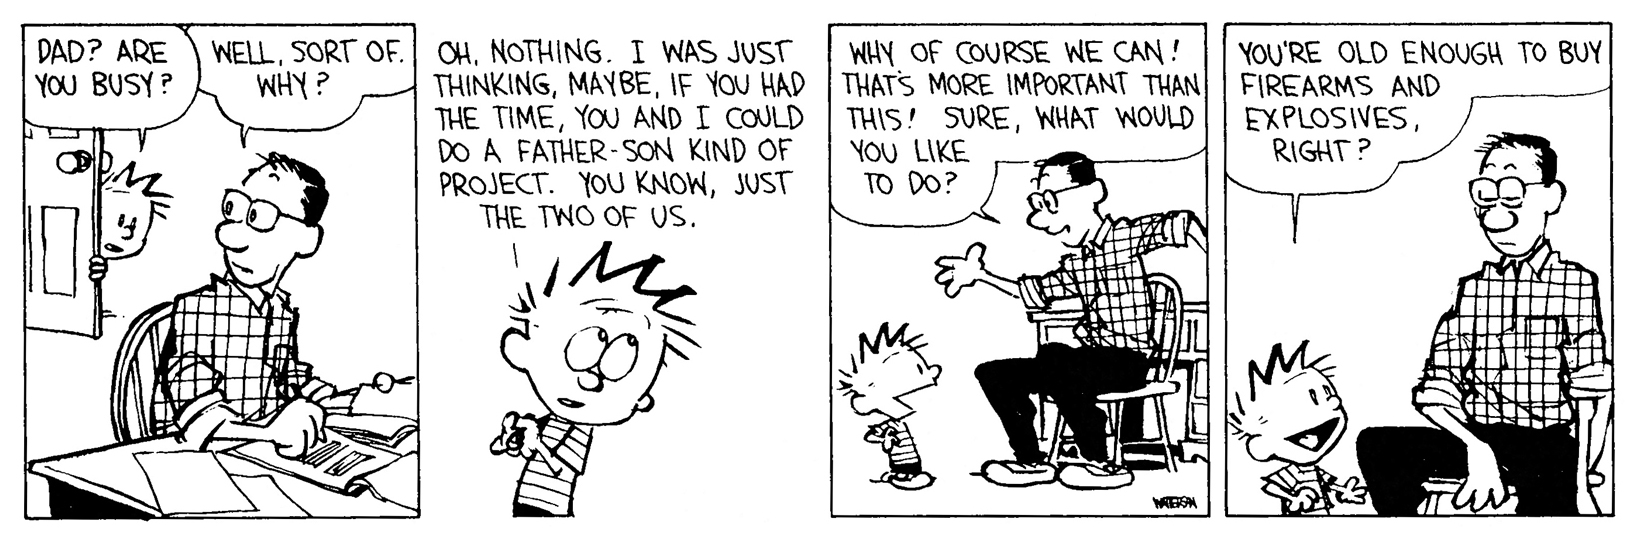 DAD? ARE
YOU BUSY?
WELL, SORT OF.
WHY?
OH, NOTHING. I WAS JUST
THINKING, MAYBE, IF YOU HAD
THE TIME, YOU AND I COULD
DO A FATHER-SON KIND OF
PROJECT. YOU KNOW, JUST
THE TWO OF US.
WHY OF COURSE WE CAN!
THAT'S MORE IMPORTANT THAN
THIS! SURE, WHAT WOULD
YOU LIKE
TO DO?
WATTERSON
YOU'RE OLD ENOUGH TO BUY
FIREARMS AND
EXPLOSIVES,
RIGHT?